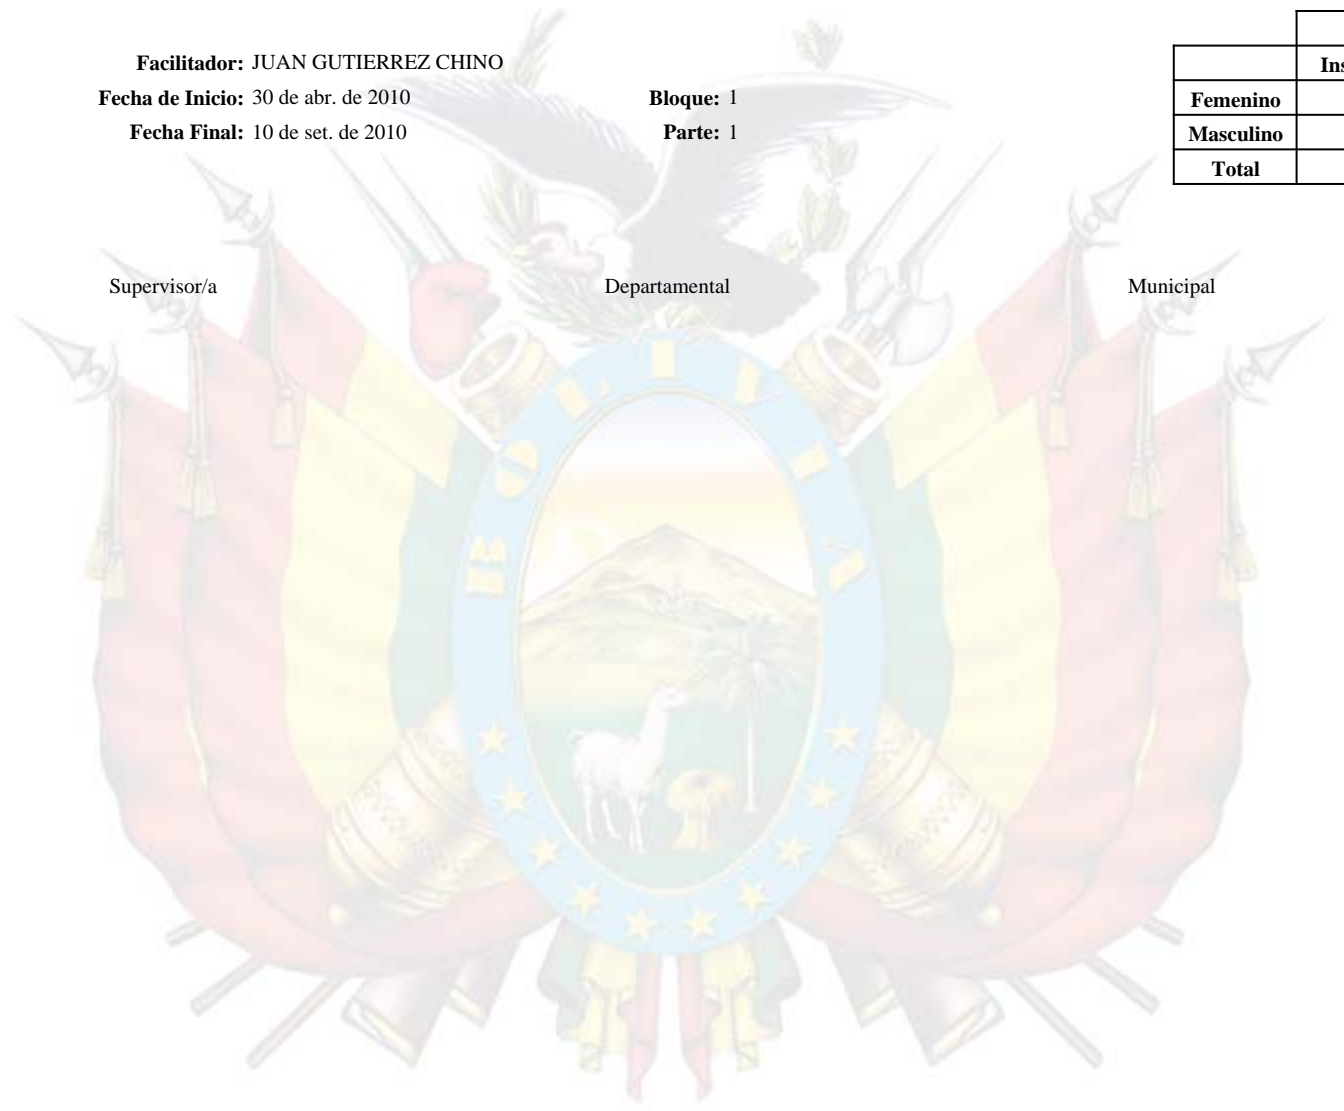 Facilitador: JUAN GUTIERREZ CHINO
Fecha de Inicio: 30 de abr. de 2010 Bloque: 1
Fecha Final: 10 de set. de 2010 Parte: 1
Femenino
Masculino
Total
Supervisor/a Departamental Municipal
BOLIVIA